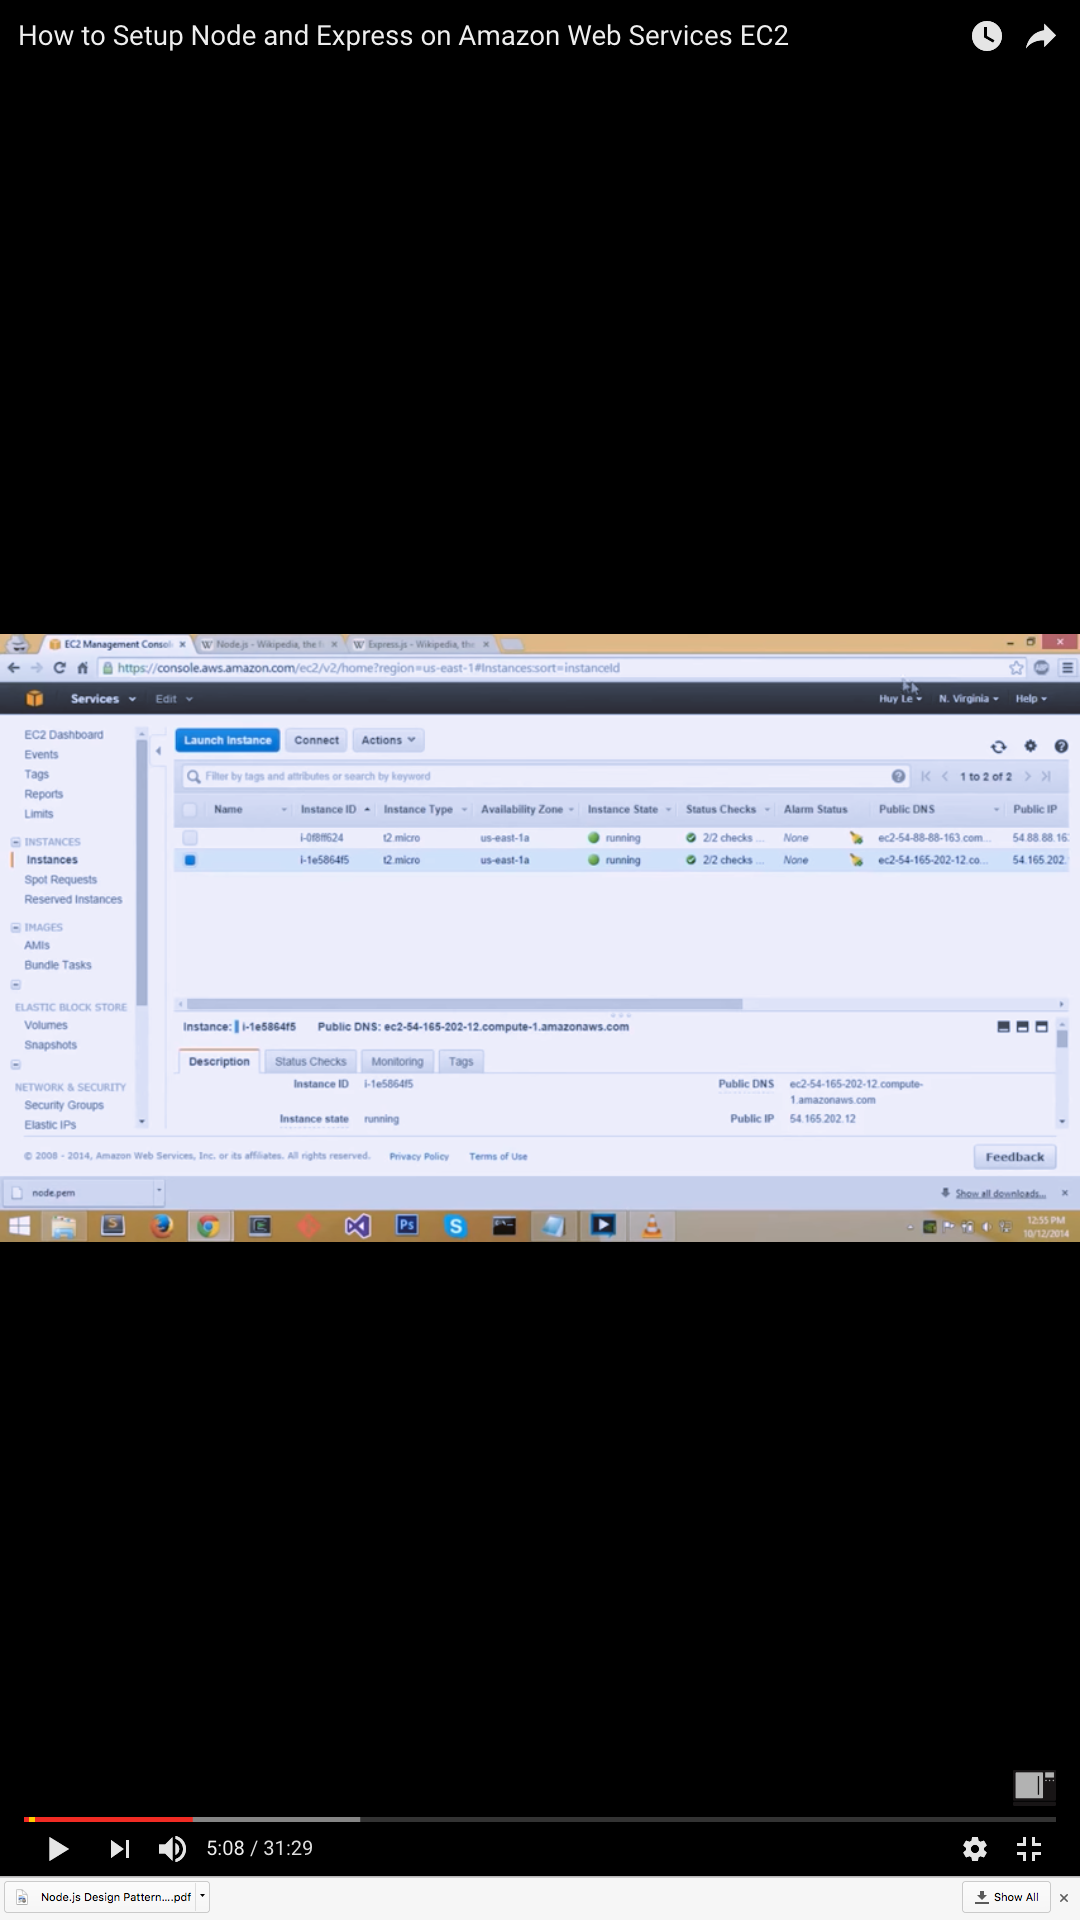 How to Setup Node and Express on Amazon Web Services EC2
EC2 Management Consol
Node.js - Wikipedia, the f
Express.js - Wikipedia, the
https://console.aws.amazon.com/ec2/v2/home?region=us-east-1#Instances:sort=instanceId
Services Edit Huy Le N. Virginia Help
EC2 Dashboard
Events
Tags
Reports
Limits
INSTANCES
Instances
Spot Requests
Reserved Instances
IMAGES
AMIs
Bundle Tasks
ELASTIC BLOCK STORE
Volumes
Snapshots
NETWORK & SECURITY
Security Groups
Elastic IPs
Launch Instance Connect Actions
Filter by tags and attributes or search by keyword 1 to 2 of 2
Name Instance ID Instance Type Availability Zone Instance State Status Checks Alarm Status Public DNS Public IP
i-0f8ff624 t2.micro us-east-1a running 2/2 checks ... None ec2-54-88-88-163.com... 54.88.88.16
i-1e5864f5 t2.micro us-east-1a running 2/2 checks ... None ec2-54-165-202-12.co... 54.165.202.
Instance: i-1e5864f5 Public DNS: ec2-54-165-202-12.compute-1.amazonaws.com
Description Status Checks Monitoring Tags
Instance ID i-1e5864f5 Public DNS ec2-54-165-202-12.compute-
1.amazonaws.com
Instance state running Public IP 54.165.202.12
© 2008 - 2014, Amazon Web Services, Inc. or its affiliates. All rights reserved. Privacy Policy Terms of Use Feedback
node.pem Show all downloads...
Ps
12:55 PM
10/12/2014
5:08 / 31:29
Node.js Design Pattern....pdf Show All